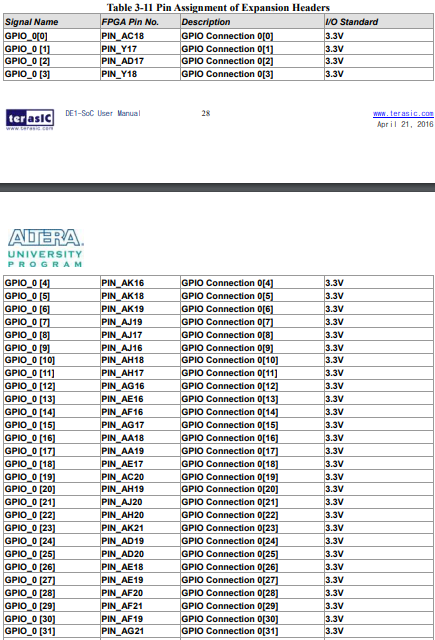 Table 3-11 Pin Assignment of Expansion Headers
Signal Name FPGA Pin No. Description I/O Standard
GPIO_0[0] PIN_AC18 GPIO Connection 0[0] 3.3V
GPIO_0 [1] PIN_Y17 GPIO Connection 0[1] 3.3V
GPIO_0 [2] PIN_AD17 GPIO Connection 0[2] 3.3V
GPIO_0 [3] PIN_Y18 GPIO Connection 0[3] 3.3V
terasIC DE1-SoC User Manual 28 www.terasic.com
www.terasic.com April 21, 2016
ALTERA
UNIVERSITY
PROGRAM
GPIO_0 [4] PIN_AK16 GPIO Connection 0[4] 3.3V
GPIO_0 [5] PIN_AK18 GPIO Connection 0[5] 3.3V
GPIO_0 [6] PIN_AK19 GPIO Connection 0[6] 3.3V
GPIO_0 [7] PIN_AJ19 GPIO Connection 0[7] 3.3V
GPIO_0 [8] PIN_AJ17 GPIO Connection 0[8] 3.3V
GPIO_0 [9] PIN_AJ16 GPIO Connection 0[9] 3.3V
GPIO_0 [10] PIN_AH18 GPIO Connection 0[10] 3.3V
GPIO_0 [11] PIN_AH17 GPIO Connection 0[11] 3.3V
GPIO_0 [12] PIN_AG16 GPIO Connection 0[12] 3.3V
GPIO_0 [13] PIN_AE16 GPIO Connection 0[13] 3.3V
GPIO_0 [14] PIN_AF16 GPIO Connection 0[14] 3.3V
GPIO_0 [15] PIN_AG17 GPIO Connection 0[15] 3.3V
GPIO_0 [16] PIN_AA18 GPIO Connection 0[16] 3.3V
GPIO_0 [17] PIN_AA19 GPIO Connection 0[17] 3.3V
GPIO_0 [18] PIN_AE17 GPIO Connection 0[18] 3.3V
GPIO_0 [19] PIN_AC20 GPIO Connection 0[19] 3.3V
GPIO_0 [20] PIN_AH19 GPIO Connection 0[20] 3.3V
GPIO_0 [21] PIN_AJ20 GPIO Connection 0[21] 3.3V
GPIO_0 [22] PIN_AH20 GPIO Connection 0[22] 3.3V
GPIO_0 [23] PIN_AK21 GPIO Connection 0[23] 3.3V
GPIO_0 [24] PIN_AD19 GPIO Connection 0[24] 3.3V
GPIO_0 [25] PIN_AD20 GPIO Connection 0[25] 3.3V
GPIO_0 [26] PIN_AE18 GPIO Connection 0[26] 3.3V
GPIO_0 [27] PIN_AE19 GPIO Connection 0[27] 3.3V
GPIO_0 [28] PIN_AF20 GPIO Connection 0[28] 3.3V
GPIO_0 [29] PIN_AF21 GPIO Connection 0[29] 3.3V
GPIO_0 [30] PIN_AF19 GPIO Connection 0[30] 3.3V
GPIO_0 [31] PIN_AG21 GPIO Connection 0[31] 3.3V